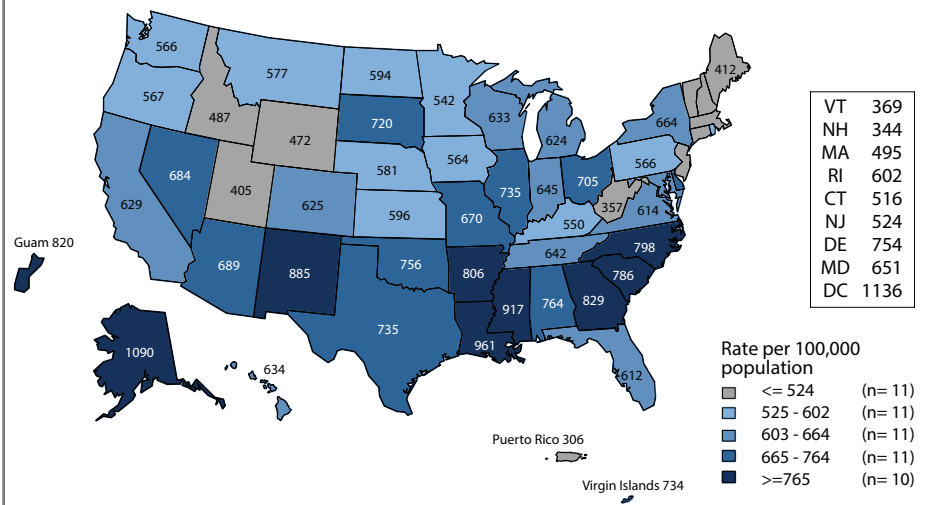 566
577
594
542
567
487
472
720
633
624
664
412
581
564
684
405
625
596
735
645
705
566
357
614
629
670
550
642
689
885
756
806
798
786
917
764
829
735
961
612
Guam 820
1090
634
Puerto Rico 306
Virgin Islands 734
VT 369
NH 344
MA 495
RI 602
CT 516
NJ 524
DE 754
MD 651
DC 1136
Rate per 100,000
population
<= 524 (n= 11)
525 - 602 (n= 11)
603 - 664 (n= 11)
665 - 764 (n= 11)
>=765 (n= 10)